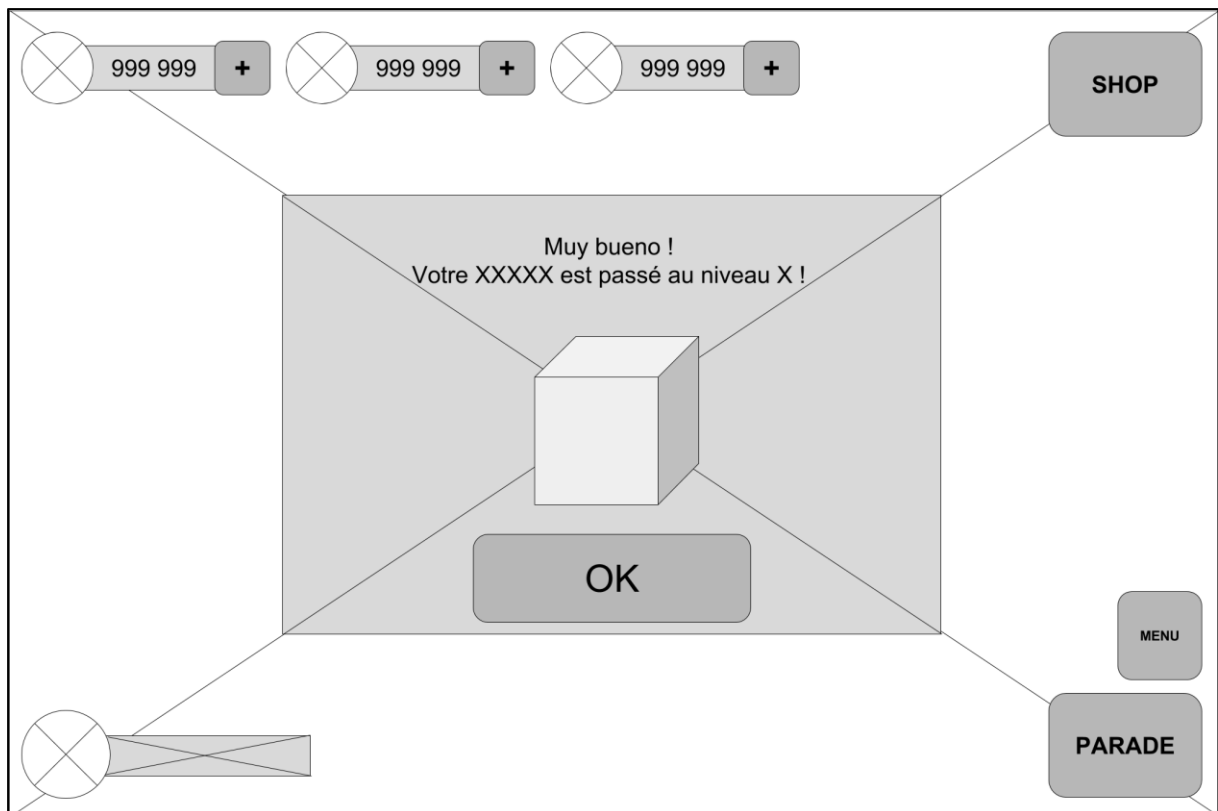 999 999 +
999 999 +
999 999 +
SHOP
Muy bueno !
Votre XXXXX est passé au niveau X !
OK
MENU
PARADE